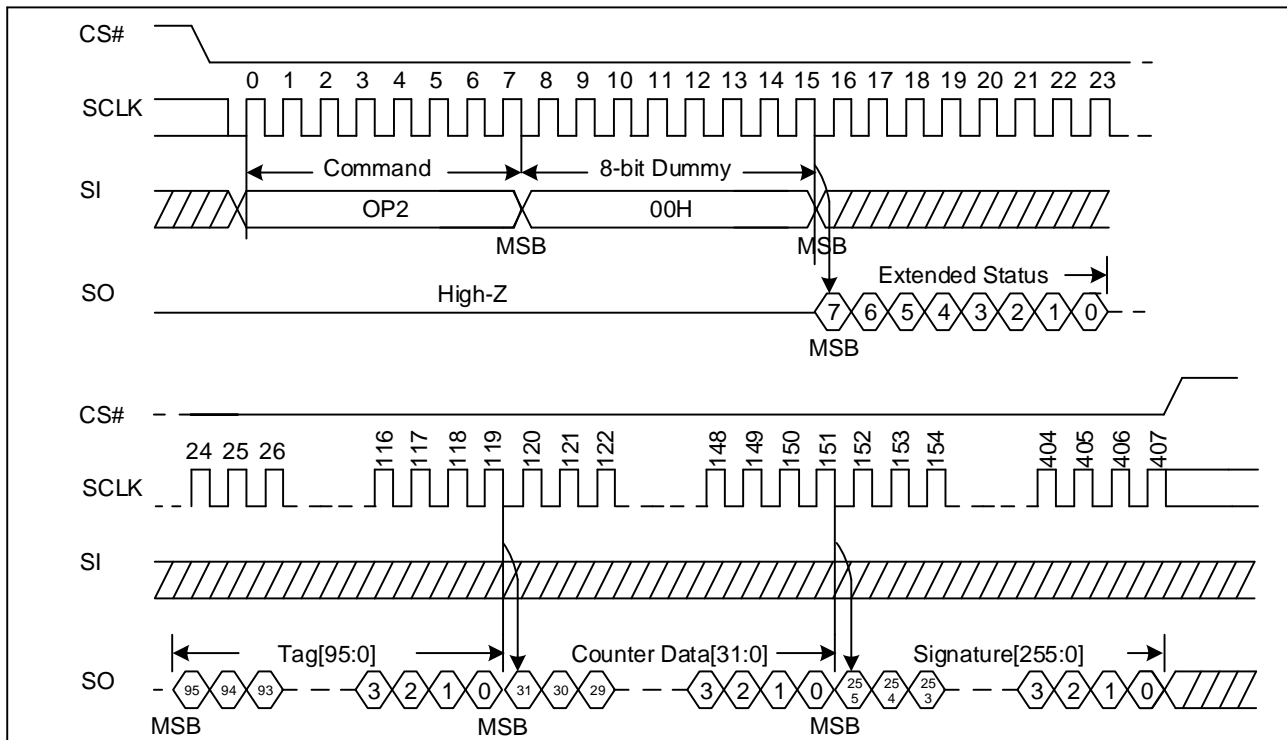 CS#
0 1 2 3 4 5 6 7 8 9 10 11 12 13 14 15 16 17 18 19 20 21 22 23
SCLK
Command 8-bit Dummy
SI
OP2 00H
MSB MSB
Extended Status
SO
High-Z
7 6 5 4 3 2 1 0
MSB
CS#
24 25 26 116 117 118 119 120 121 122 148 149 150 151 152 153 154 404 405 406 407
SCLK
SI
Tag[95:0] Counter Data[31:0] Signature[255:0]
SO
95 94 93 3 2 1 0 31 30 29 3 2 1 0 255 254 253 3 2 1 0
MSB MSB MSB